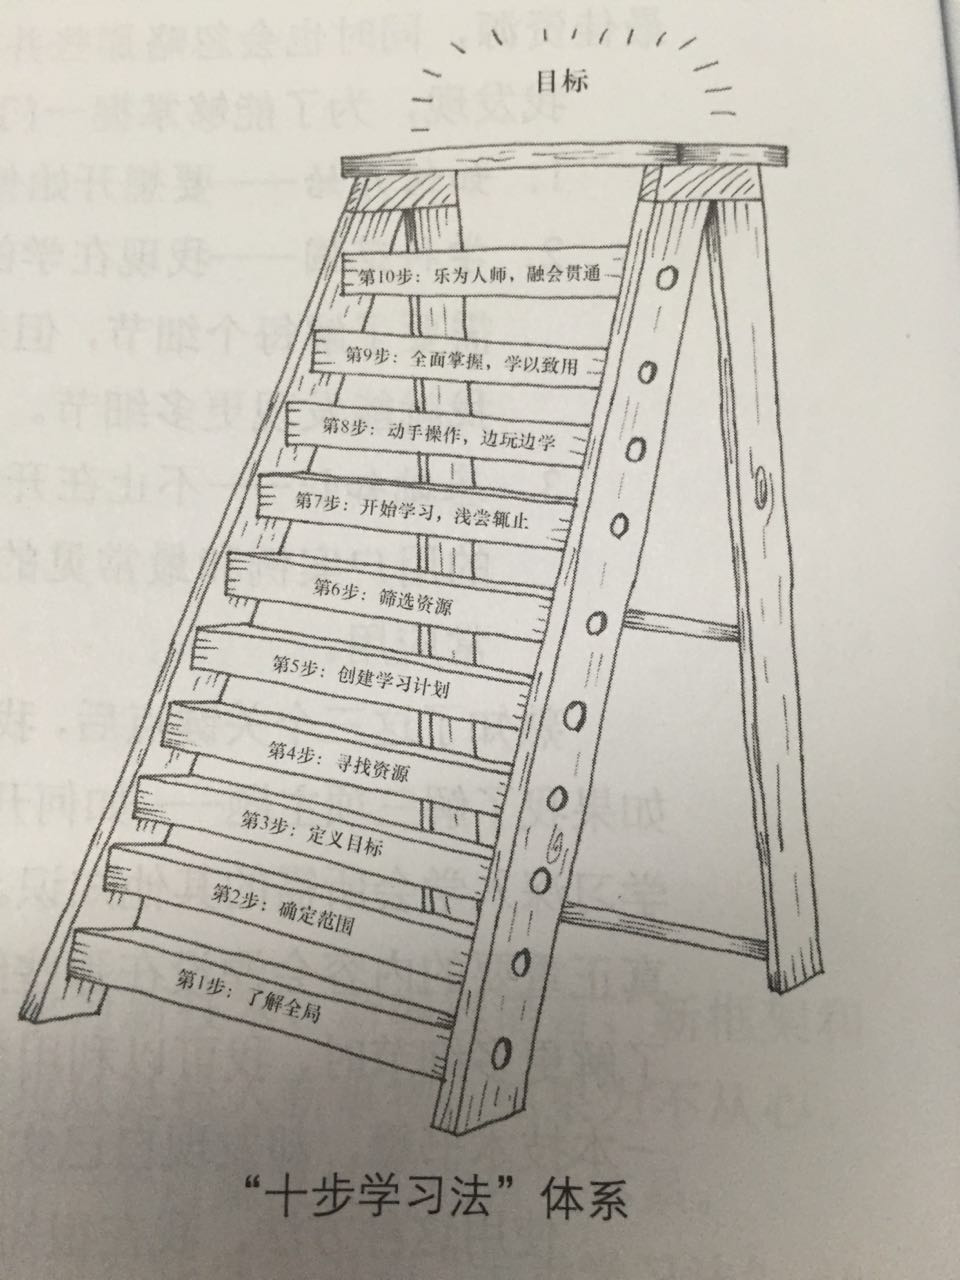 目标
第10步：乐为人师，融会贯通
第9步：全面掌握，学以致用
第8步：动手操作，边玩边学
第7步：开始学习，浅尝辄止
第6步：筛选资源
第5步：创建学习计划
第4步：寻找资源
第3步：定义目标
第2步：确定范围
第1步：了解全局
“十步学习法”体系